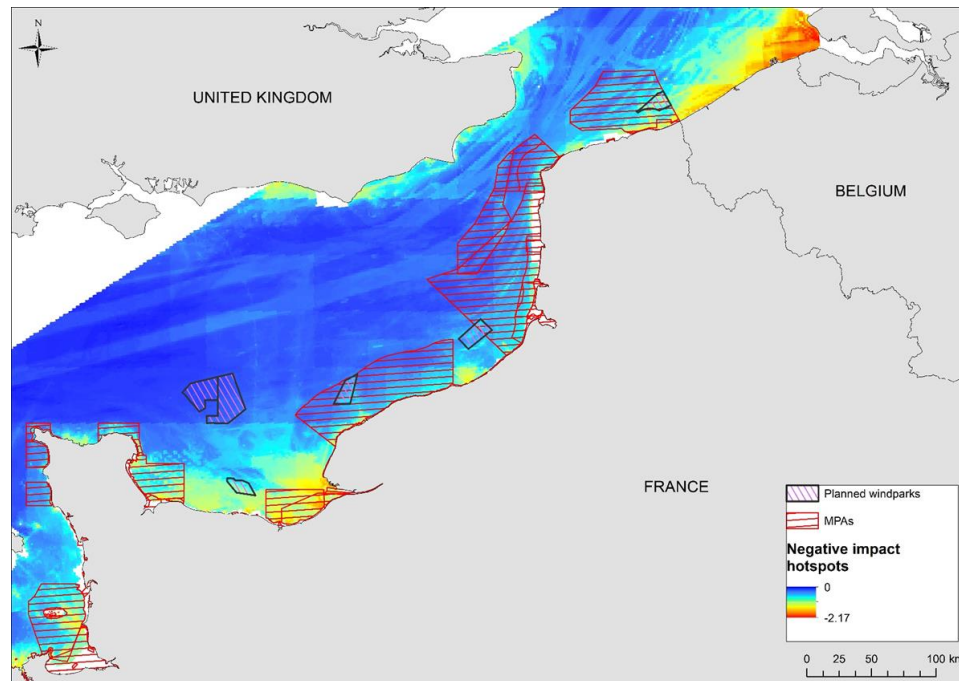 N
UNITED KINGDOM
BELGIUM
FRANCE
Planned windparks
MPAs
Negative impact
hotspots
0
-2.17
0 25 50 100 km